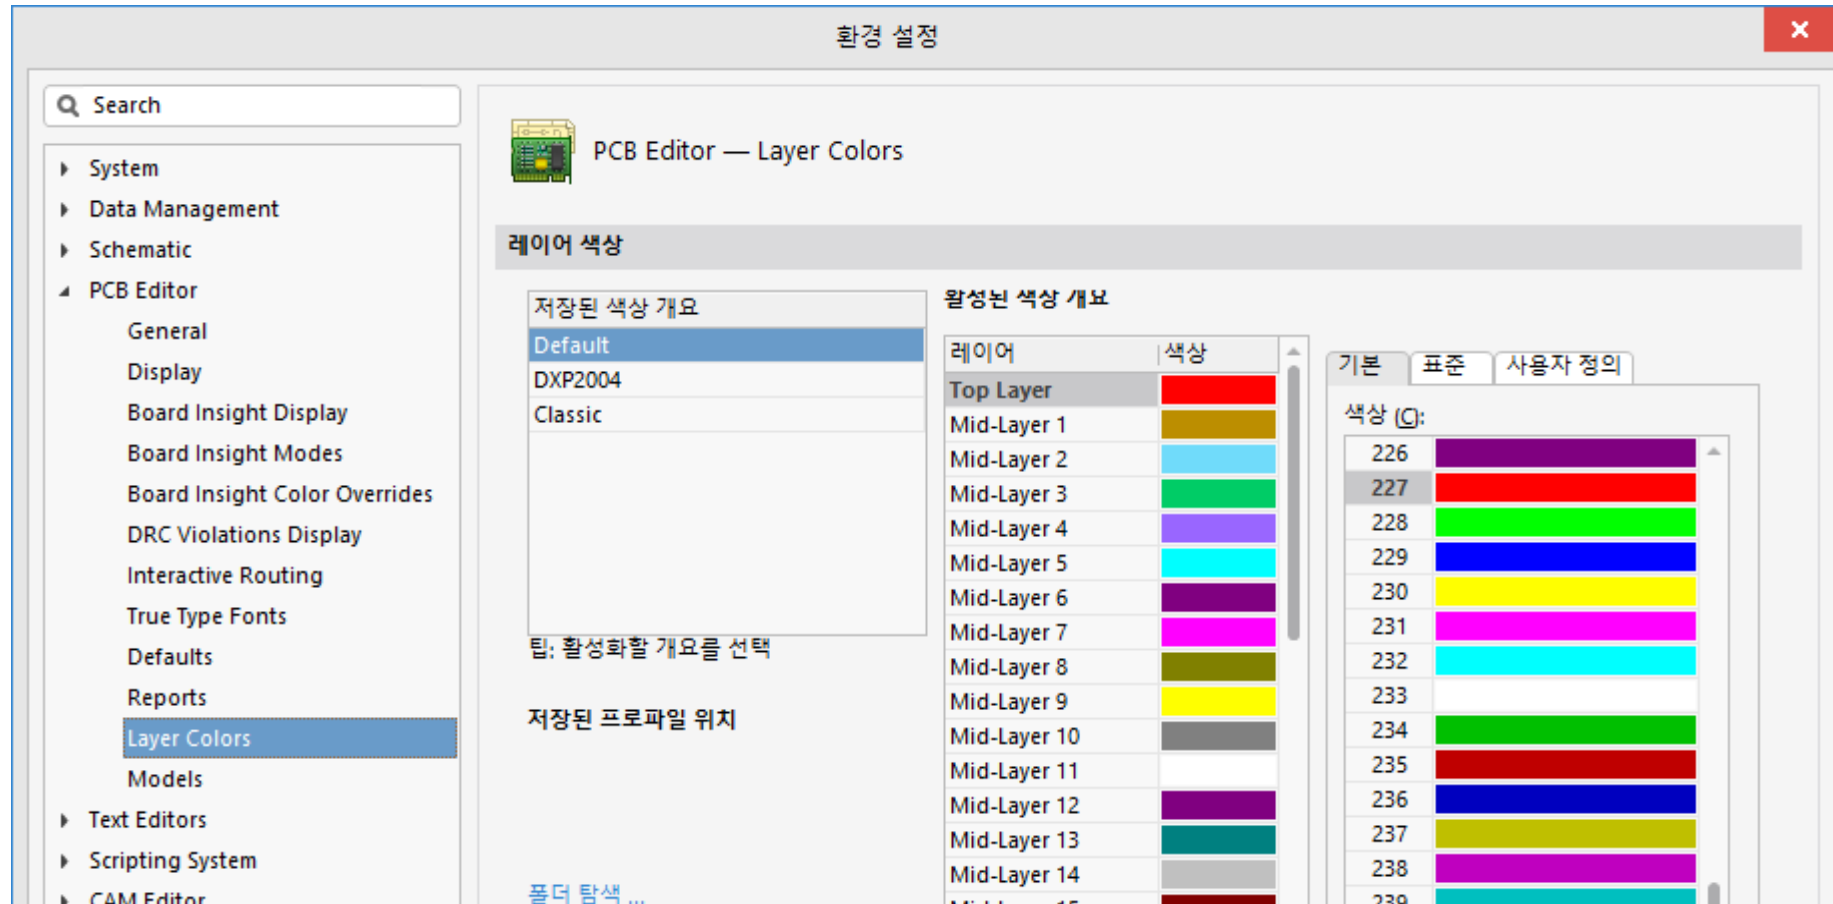 환경 설정
Search
System
Data Management
Schematic
PCB Editor
General
Display
Board Insight Display
Board Insight Modes
Board Insight Color Overrides
DRC Violations Display
Interactive Routing
True Type Fonts
Defaults
Reports
Layer Colors
Models
Text Editors
Scripting System
CAM Editor
PCB Editor — Layer Colors
레이어 색상
저장된 색상 개요
Default
DXP2004
Classic
팁: 활성화할 개요를 선택
저장된 프로파일 위치
폴더 탐색 ...
활성된 색상 개요
레이어 색상
Top Layer
Mid-Layer 1
Mid-Layer 2
Mid-Layer 3
Mid-Layer 4
Mid-Layer 5
Mid-Layer 6
Mid-Layer 7
Mid-Layer 8
Mid-Layer 9
Mid-Layer 10
Mid-Layer 11
Mid-Layer 12
Mid-Layer 13
Mid-Layer 14
기본 표준 사용자 정의
색상 (C):
226
227
228
229
230
231
232
233
234
235
236
237
238
239